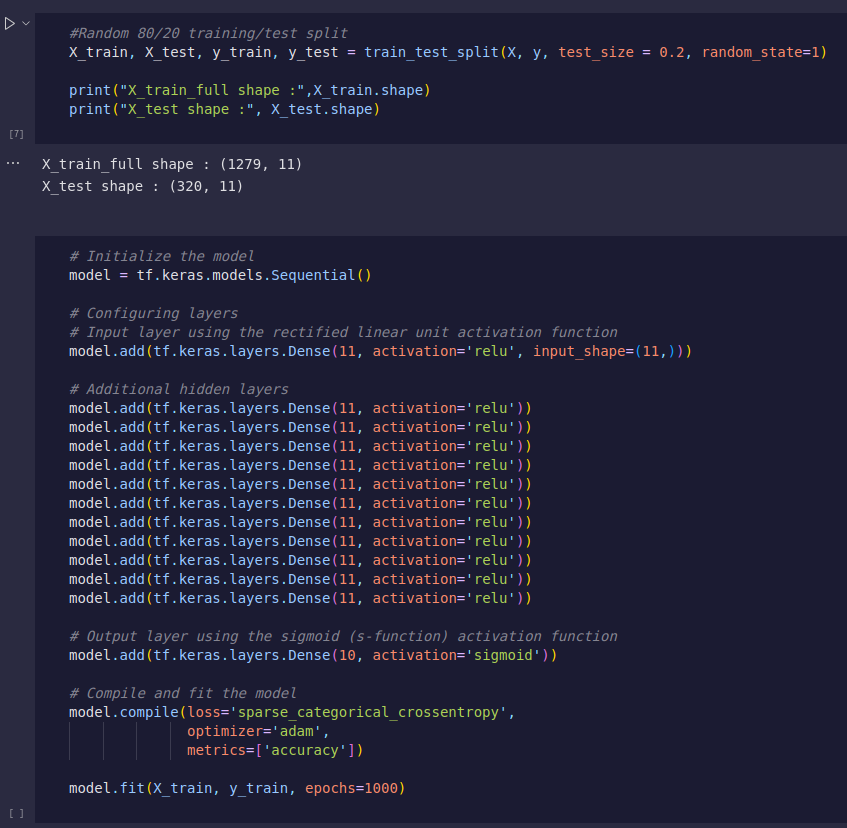 #Random 80/20 training/test split
X_train, X_test, y_train, y_test = train_test_split(X, y, test_size = 0.2, random_state=1)
print("X_train_full shape :",X_train.shape)
print("X_test shape :", X_test.shape)
[7]
... X_train_full shape : (1279, 11)
X_test shape : (320, 11)
# Initialize the model
model = tf.keras.models.Sequential()
# Configuring layers
# Input layer using the rectified linear unit activation function
model.add(tf.keras.layers.Dense(11, activation='relu', input_shape=(11,)))
# Additional hidden layers
model.add(tf.keras.layers.Dense(11, activation='relu'))
model.add(tf.keras.layers.Dense(11, activation='relu'))
model.add(tf.keras.layers.Dense(11, activation='relu'))
model.add(tf.keras.layers.Dense(11, activation='relu'))
model.add(tf.keras.layers.Dense(11, activation='relu'))
model.add(tf.keras.layers.Dense(11, activation='relu'))
model.add(tf.keras.layers.Dense(11, activation='relu'))
model.add(tf.keras.layers.Dense(11, activation='relu'))
model.add(tf.keras.layers.Dense(11, activation='relu'))
model.add(tf.keras.layers.Dense(11, activation='relu'))
model.add(tf.keras.layers.Dense(11, activation='relu'))
# Output layer using the sigmoid (s-function) activation function
model.add(tf.keras.layers.Dense(10, activation='sigmoid'))
# Compile and fit the model
model.compile(loss='sparse_categorical_crossentropy',
optimizer='adam',
metrics=['accuracy'])
model.fit(X_train, y_train, epochs=1000)
[ ]